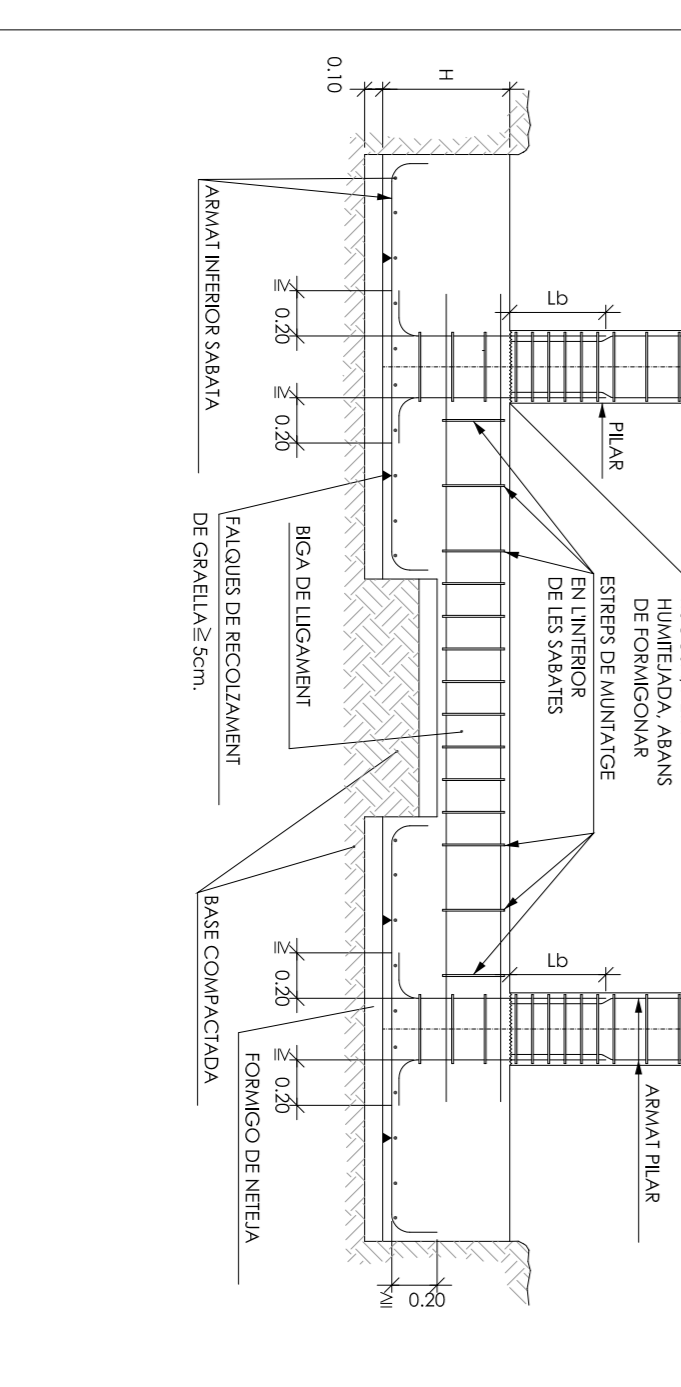 HUMITEJADA, ABANS
DE FORMIGONAR
ESTREPS DE MUNTATGE
EN L'INTERIOR
DE LES SABATES
PILAR
ARMAT PILAR
Lb
Lb
H
0.10
≥ 0.20
≥ 0.20
≥ 0.20
≥ 0.20
≥ 0.20
BIGA DE LLIGAMENT
FALQUES DE RECOLZAMENT
DE GRAELLA≥5cm.
ARMAT INFERIOR SABATA
BASE COMPACTADA
FORMIGO DE NETEJA